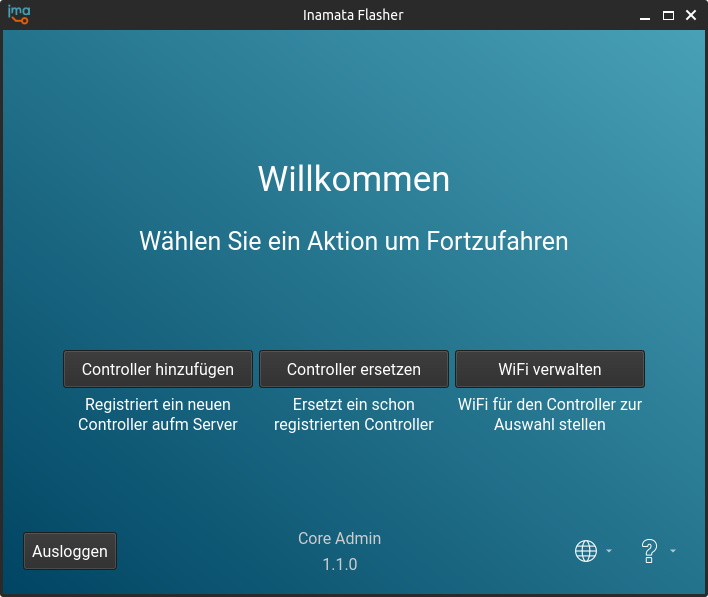 ima
Inamata Flasher
Willkommen
Wählen Sie ein Aktion um Fortzufahren
Controller hinzufügen
Controller ersetzen
WiFi verwalten
Registriert ein neuen
Controller aufm Server
Ersetzt ein schon
registrierten Controller
WiFi für den Controller zur
Auswahl stellen
Ausloggen
Core Admin
1.1.0
?